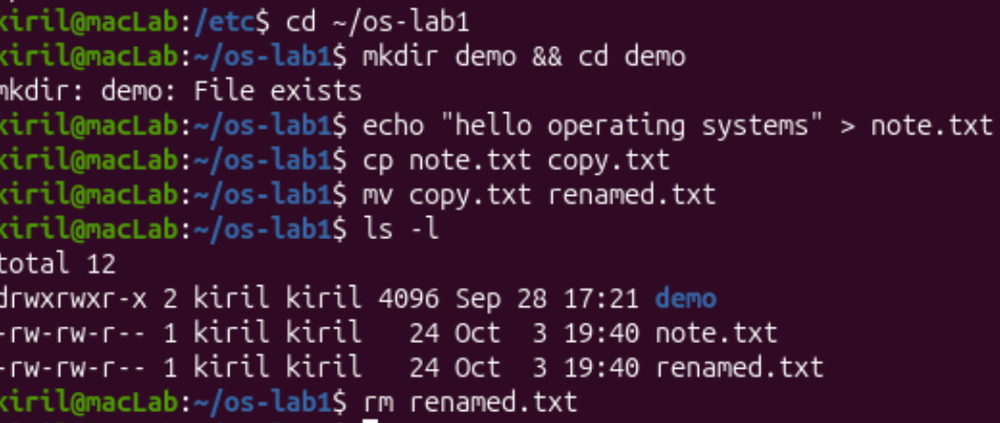 kiril@macLab:/etc$ cd ~/os-lab1
kiril@macLab:~/os-lab1$ mkdir demo && cd demo
mkdir: demo: File exists
kiril@macLab:~/os-lab1$ echo "hello operating systems" > note.txt
kiril@macLab:~/os-lab1$ cp note.txt copy.txt
kiril@macLab:~/os-lab1$ mv copy.txt renamed.txt
kiril@macLab:~/os-lab1$ ls -l
total 12
drwxrwxr-x 2 kiril kiril 4096 Sep 28 17:21 demo
-rw-rw-r-- 1 kiril kiril   24 Oct  3 19:40 note.txt
-rw-rw-r-- 1 kiril kiril   24 Oct  3 19:40 renamed.txt
kiril@macLab:~/os-lab1$ rm renamed.txt